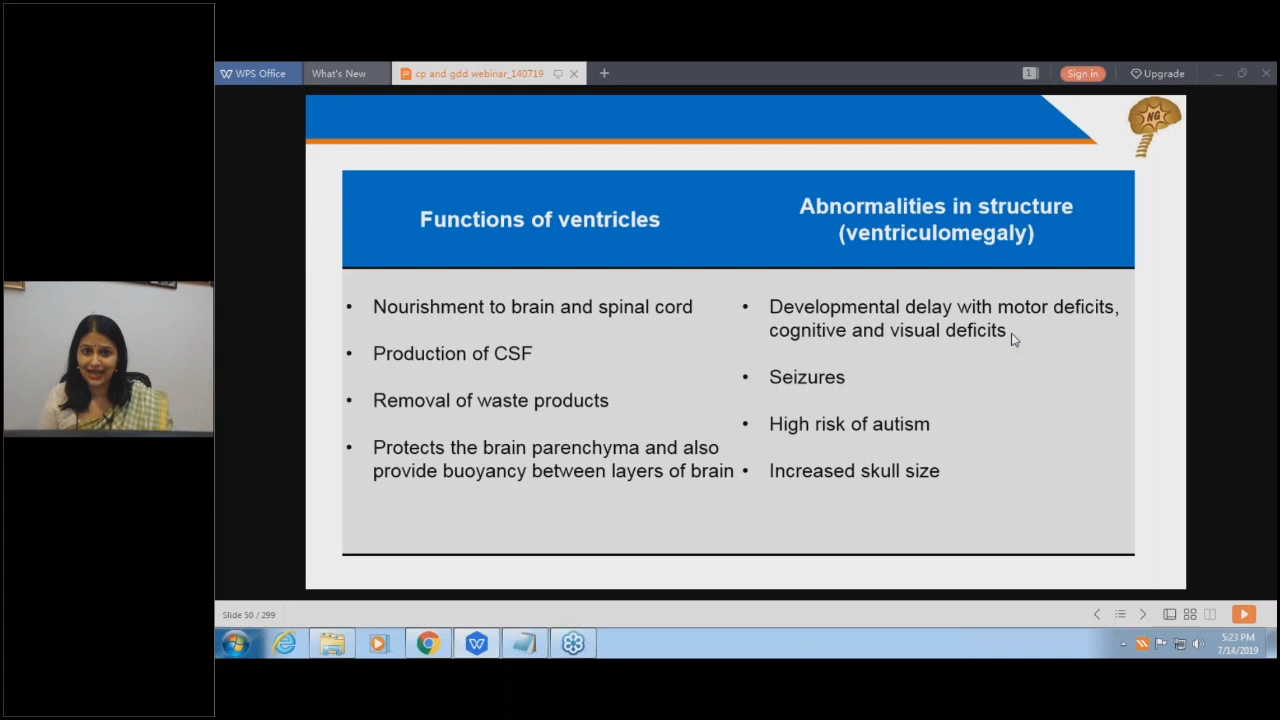 WPS Office
What's New
cp and gdd webinar_140719
1
Sign in
Upgrade
NG
Functions of ventricles
Abnormalities in structure
(ventriculomegaly)
• Nourishment to brain and spinal cord
• Production of CSF
• Removal of waste products
• Protects the brain parenchyma and also
provide buoyancy between layers of brain
• Developmental delay with motor deficits,
cognitive and visual deficits
• Seizures
• High risk of autism
• Increased skull size
Slide 50 / 299
5:23 PM
7/14/2019